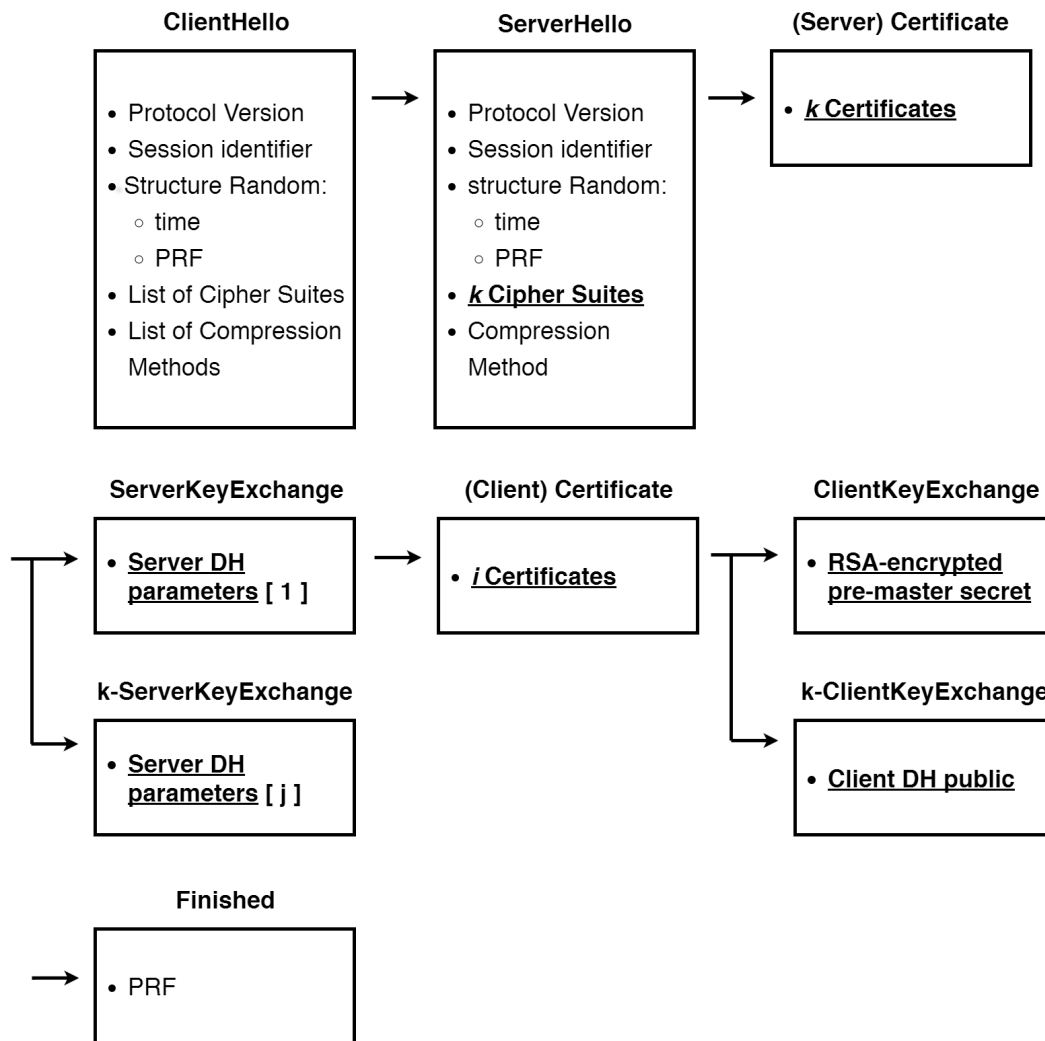 ClientHello
Protocol Version
Session identifier
Structure Random:
time
PRF
List of Cipher Suites
List of Compression
Methods
ServerHello
Protocol Version
Session identifier
structure Random:
time
PRF
k Cipher Suites
Compression
Method
(Server) Certificate
k Certificates
ServerKeyExchange
Server DH
parameters [ 1 ]
k-ServerKeyExchange
Server DH
parameters [ j ]
(Client) Certificate
i Certificates
ClientKeyExchange
RSA-encrypted
pre-master secret
k-ClientKeyExchange
Client DH public
Finished
PRF